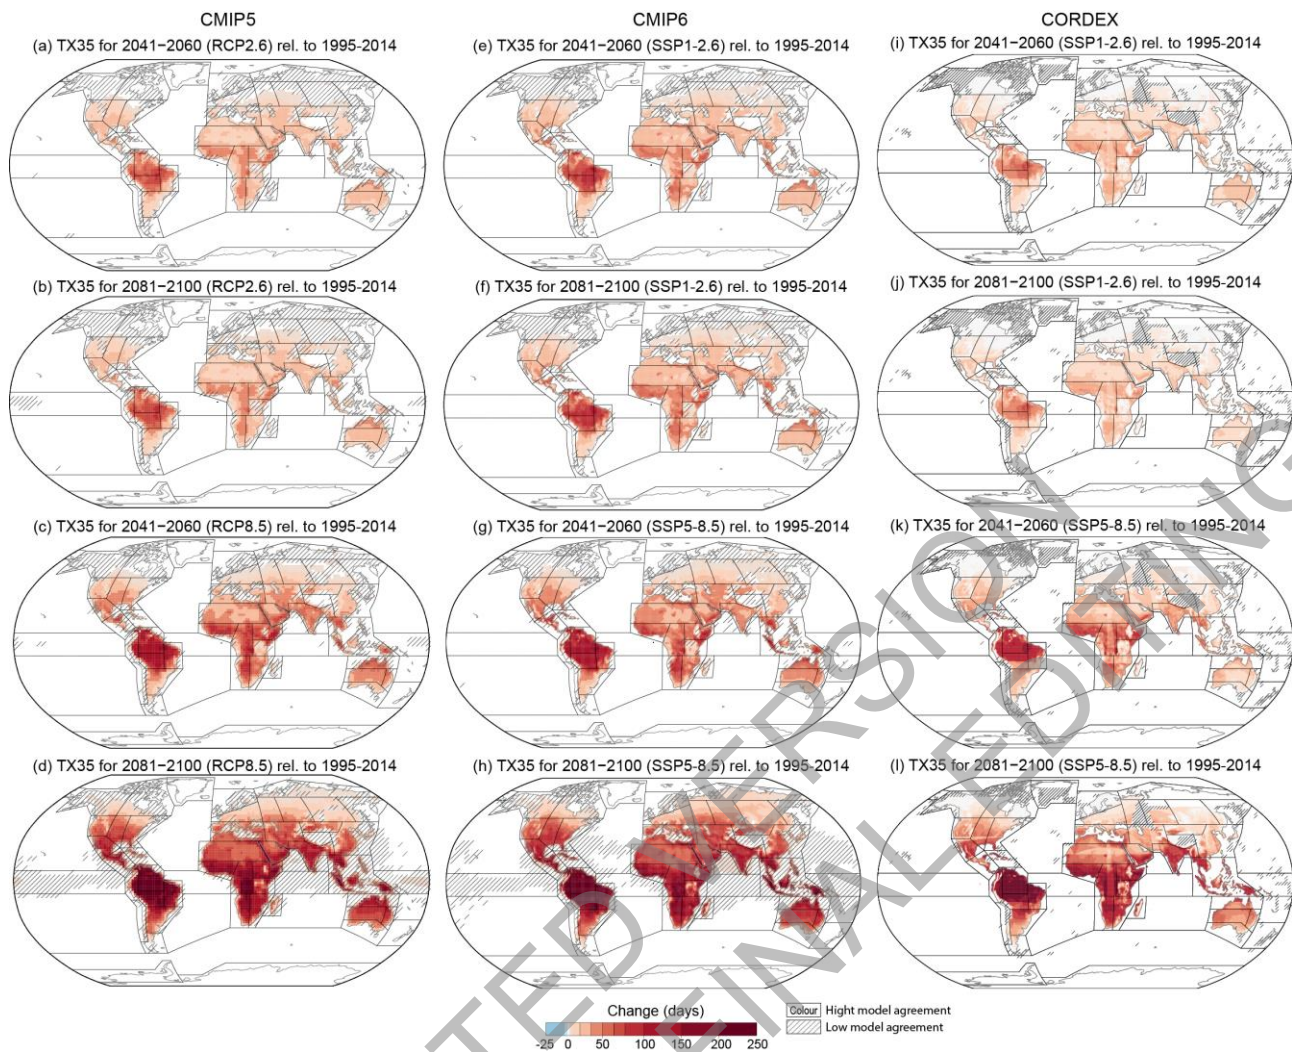 CMIP5
CMIP6
CORDEX
(a) TX35 for 2041−2060 (RCP2.6) rel. to 1995-2014
(e) TX35 for 2041−2060 (SSP1-2.6) rel. to 1995-2014
(i) TX35 for 2041−2060 (SSP1-2.6) rel. to 1995-2014
(b) TX35 for 2081−2100 (RCP2.6) rel. to 1995-2014
(f) TX35 for 2081−2100 (SSP1-2.6) rel. to 1995-2014
(j) TX35 for 2081−2100 (SSP1-2.6) rel. to 1995-2014
(c) TX35 for 2041−2060 (RCP8.5) rel. to 1995-2014
(g) TX35 for 2041−2060 (SSP5-8.5) rel. to 1995-2014
(k) TX35 for 2041−2060 (SSP5-8.5) rel. to 1995-2014
(d) TX35 for 2081−2100 (RCP8.5) rel. to 1995-2014
(h) TX35 for 2081−2100 (SSP5-8.5) rel. to 1995-2014
(l) TX35 for 2081−2100 (SSP5-8.5) rel. to 1995-2014
Change (days)
-25 0 50 100 150 200 250
Colour Hight model agreement
Low model agreement
TED VERSION
FINAL EDITING